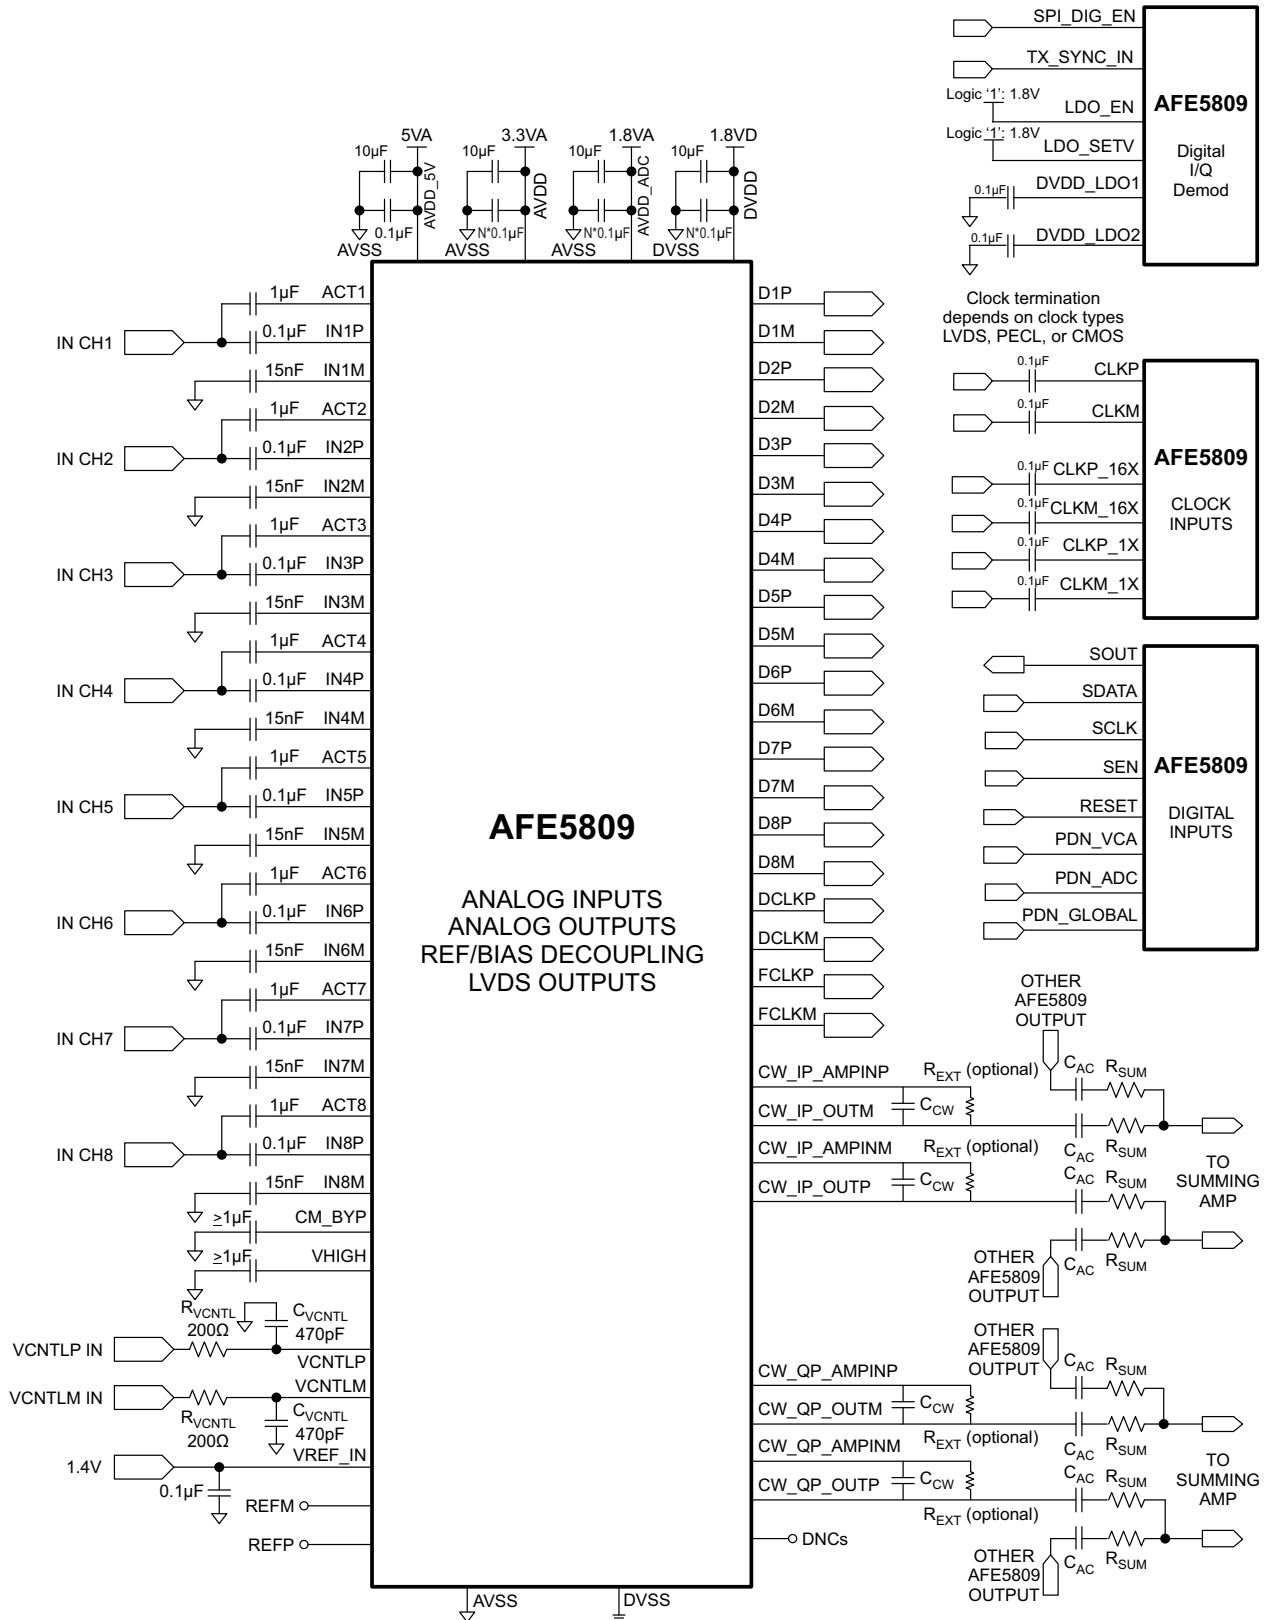 5VA
3.3VA
1.8VA
1.8VD
10µF
10µF
10µF
10µF
AVDD_5V
AVDD
AVDD_ADC
DVDD
0.1µF
N*0.1µF
N*0.1µF
N*0.1µF
AVSS
AVSS
AVSS
DVSS
IN CH1
1µF ACT1
0.1µF IN1P
15nF IN1M
IN CH2
1µF ACT2
0.1µF IN2P
15nF IN2M
IN CH3
1µF ACT3
0.1µF IN3P
15nF IN3M
IN CH4
1µF ACT4
0.1µF IN4P
15nF IN4M
IN CH5
1µF ACT5
0.1µF IN5P
15nF IN5M
IN CH6
1µF ACT6
0.1µF IN6P
15nF IN6M
IN CH7
1µF ACT7
0.1µF IN7P
15nF IN7M
IN CH8
1µF ACT8
0.1µF IN8P
15nF IN8M
≥1µF CM_BYP
≥1µF VHIGH
RVCNTL
200Ω
CVCNTL
470pF
VCNTLP IN
VCNTLP
VCNTLM IN
VCNTLM
RVCNTL
200Ω
CVCNTL
470pF
1.4V
VREF_IN
0.1µF
REFM
REFP
AFE5809
ANALOG INPUTS
ANALOG OUTPUTS
REF/BIAS DECOUPLING
LVDS OUTPUTS
AVSS
DVSS
D1P
D1M
D2P
D2M
D3P
D3M
D4P
D4M
D5P
D5M
D6P
D6M
D7P
D7M
D8P
D8M
DCLKP
DCLKM
FCLKP
FCLKM
CW_IP_AMPINP
REXT (optional)
CW_IP_OUTM
CCW
CW_IP_AMPINM
REXT (optional)
CW_IP_OUTP
CCW
OTHER
AFE5809
OUTPUT
CAC
RSUM
CAC
RSUM
CAC
RSUM
TO
SUMMING
AMP
OTHER
AFE5809
OUTPUT
CAC
RSUM
CW_QP_AMPINP
CW_QP_OUTM
CCW
REXT (optional)
CW_QP_AMPINM
CW_QP_OUTP
CCW
REXT (optional)
DNCs
OTHER
AFE5809
OUTPUT
CAC
RSUM
CAC
RSUM
CAC
RSUM
TO
SUMMING
AMP
OTHER
AFE5809
OUTPUT
CAC
RSUM
SPI_DIG_EN
TX_SYNC_IN
Logic '1': 1.8V
LDO_EN
Logic '1': 1.8V
LDO_SETV
0.1µF DVDD_LDO1
0.1µF DVDD_LDO2
AFE5809
Digital
I/Q
Demod
Clock termination
depends on clock types
LVDS, PECL, or CMOS
0.1µF CLKP
0.1µF CLKM
0.1µF CLKP_16X
0.1µF CLKM_16X
0.1µF CLKP_1X
0.1µF CLKM_1X
AFE5809
CLOCK
INPUTS
SOUT
SDATA
SCLK
SEN
RESET
PDN_VCA
PDN_ADC
PDN_GLOBAL
AFE5809
DIGITAL
INPUTS